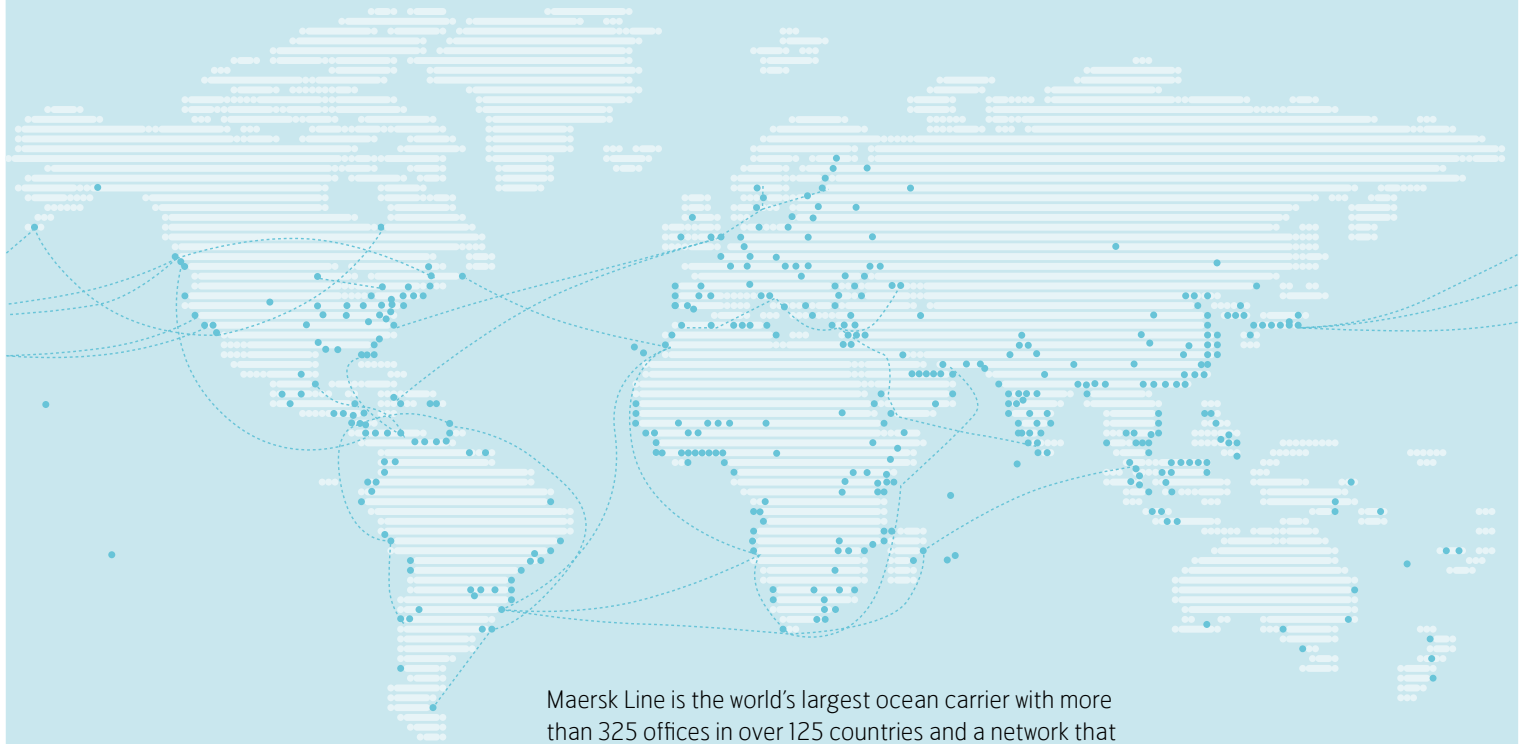 Maersk Line is the world's largest ocean carrier with more
than 325 offices in over 125 countries and a network that